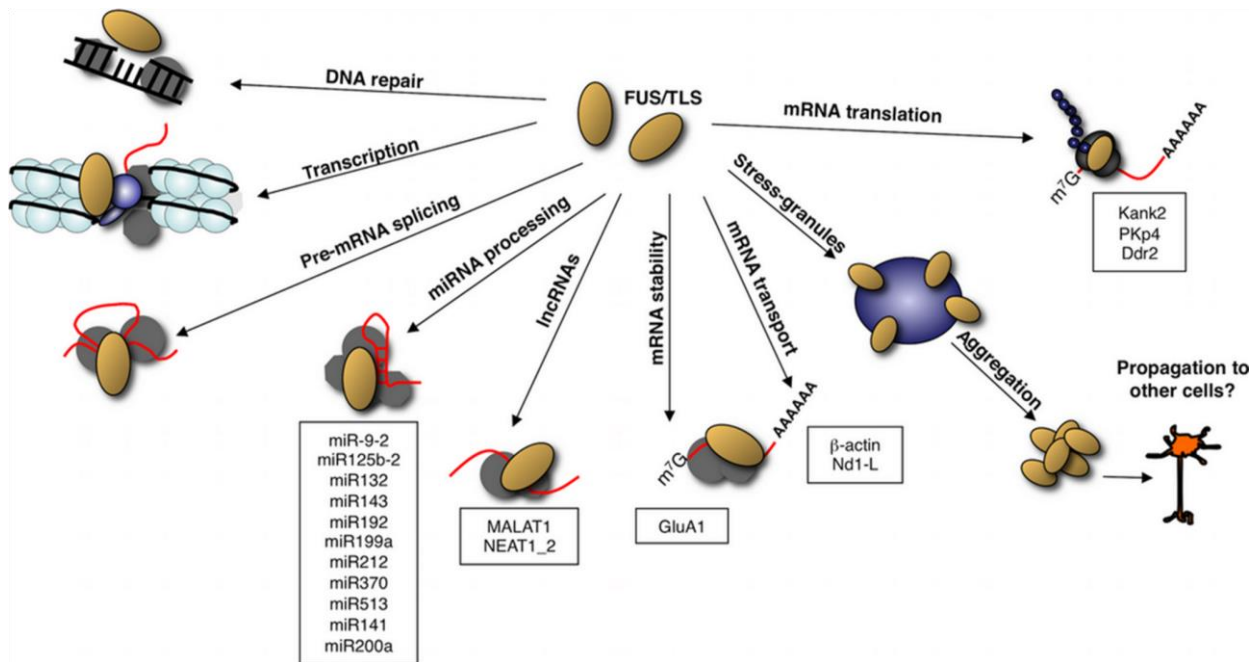 FUS/TLS
DNA repair
Transcription
Pre-mRNA splicing
miRNA processing
lncRNAs
mRNA stability
mRNA transport
Stress-granules
mRNA translation
Aggregation
Propagation to
other cells?
AAAAAA
m⁷G
Kank2
PKp4
Ddr2
miR-9-2
miR125b-2
miR132
miR143
miR192
miR199a
miR212
miR370
miR513
miR141
miR200a
MALAT1
NEAT1_2
m⁷G
AAAAAA
GluA1
β-actin
Nd1-L